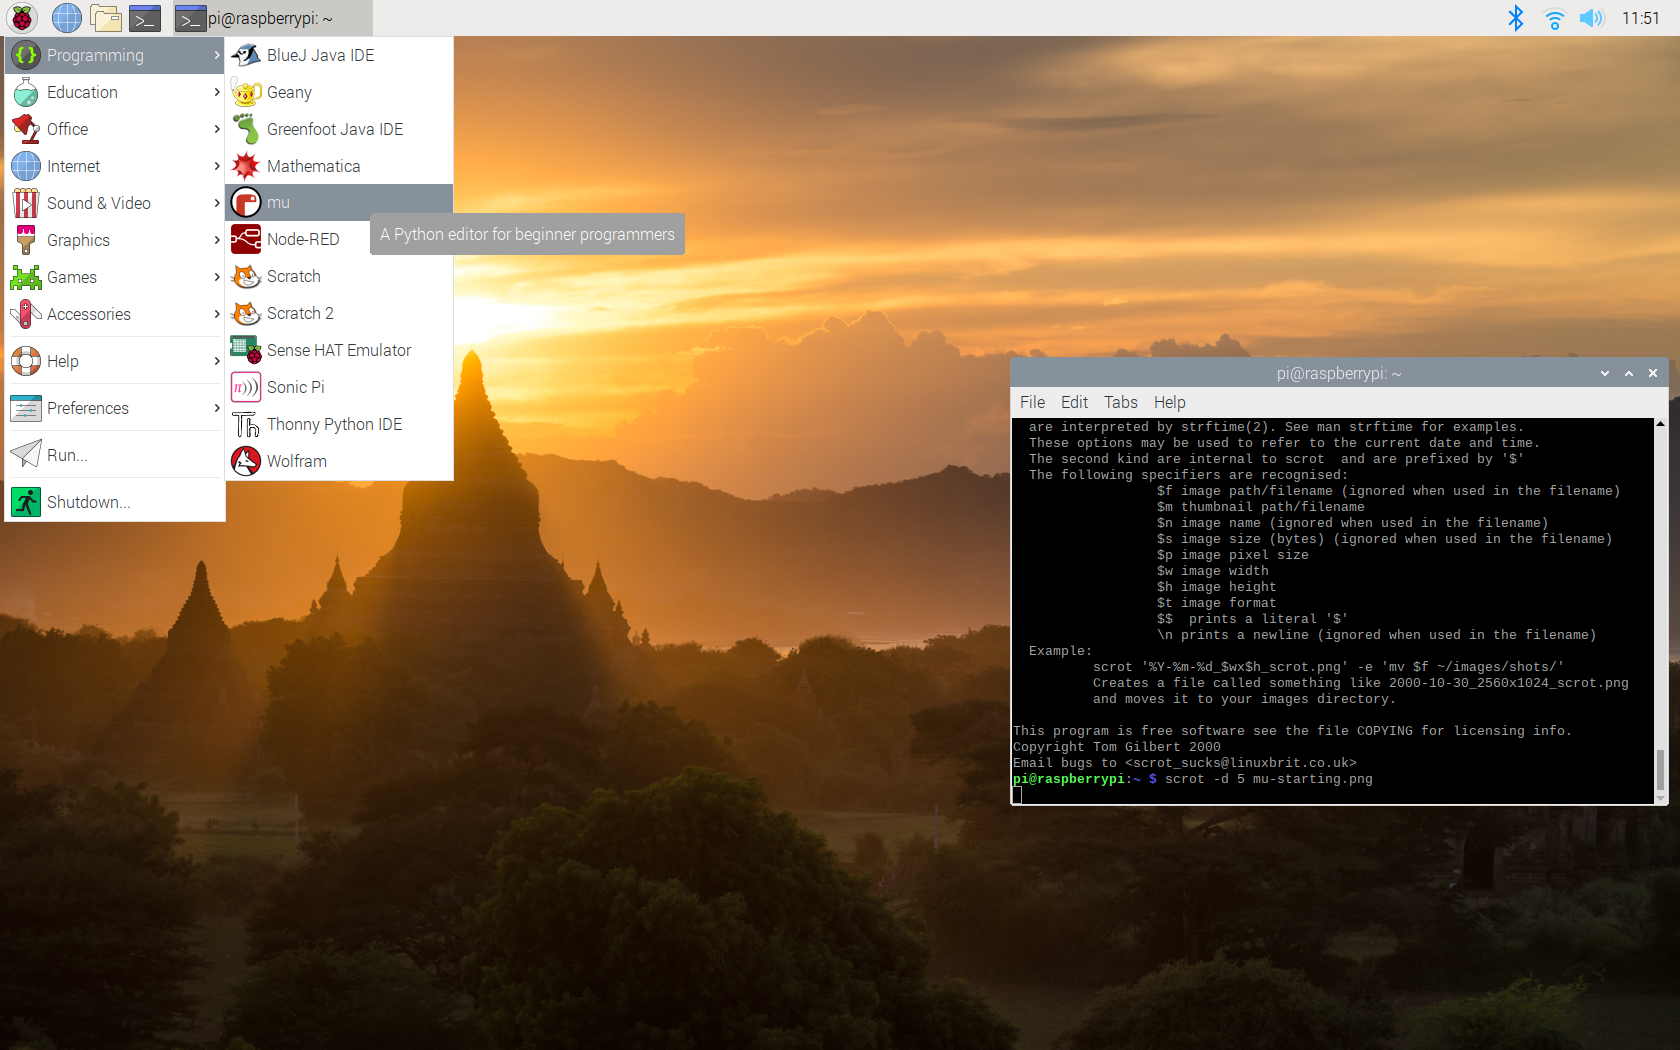 pi@raspberrypi: ~
11:51
Programming
Education
Office
Internet
Sound & Video
Graphics
Games
Accessories
Help
Preferences
Run...
Shutdown...
BlueJ Java IDE
Geany
Greenfoot Java IDE
Mathematica
mu
Node-RED
Scratch
Scratch 2
Sense HAT Emulator
Sonic Pi
Thonny Python IDE
Wolfram
A Python editor for beginner programmers
pi@raspberrypi: ~
File Edit Tabs Help
are interpreted by strftime(2). See man strftime for examples.
These options may be used to refer to the current date and time.
The second kind are internal to scrot  and are prefixed by '$'
The following specifiers are recognised:
$f image path/filename (ignored when used in the filename)
$m thumbnail path/filename
$n image name (ignored when used in the filename)
$s image size (bytes) (ignored when used in the filename)
$p image pixel size
$w image width
$h image height
$t image format
$$  prints a literal '$'
\n prints a newline (ignored when used in the filename)
Example:
scrot '%Y-%m-%d_$wx$h_scrot.png' -e 'mv $f ~/images/shots/'
Creates a file called something like 2000-10-30_2560x1024_scrot.png
and moves it to your images directory.
This program is free software see the file COPYING for licensing info.
Copyright Tom Gilbert 2000
Email bugs to <scrot_sucks@linuxbrit.co.uk>
pi@raspberrypi:~ $ scrot -d 5 mu-starting.png